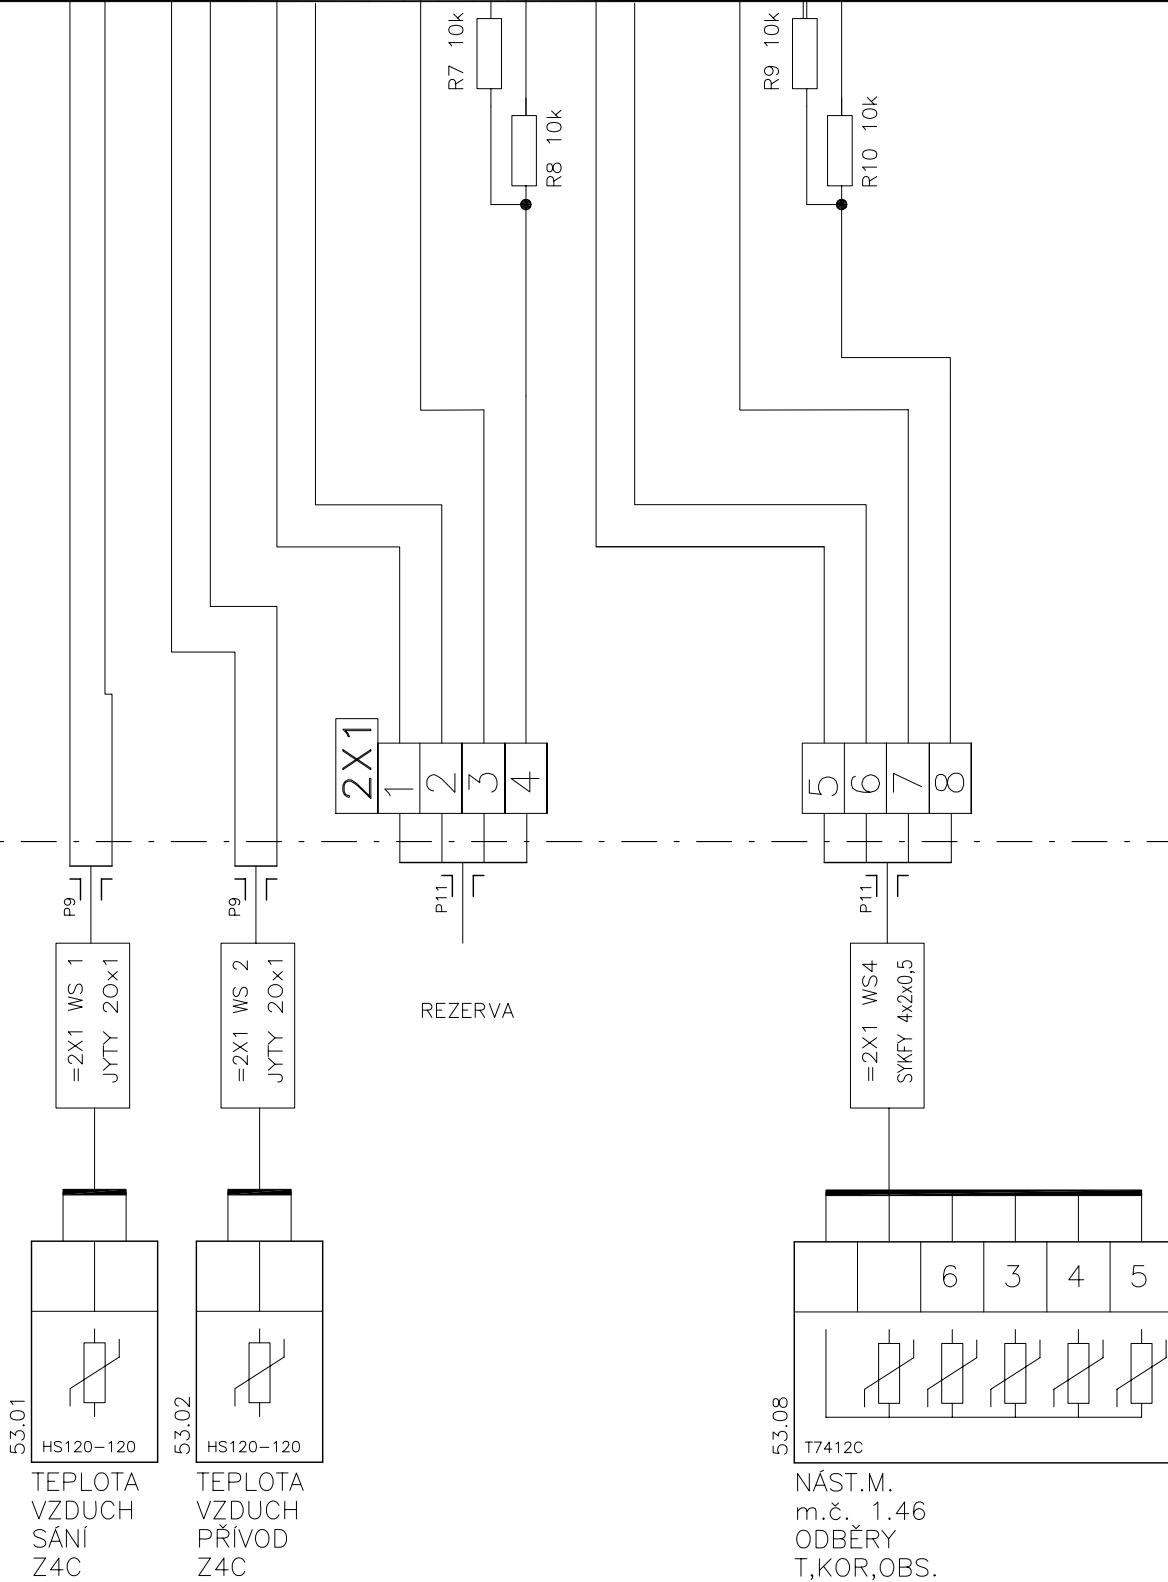 R7 10k
R8 10k
R9 10k
R10 10k
2X1
1
2
3
4
5
6
7
8
P9
P9
P11
P11
=2X1 WS 1
JYTY 2Ox1
=2X1 WS 2
JYTY 2Ox1
REZERVA
=2X1 WS4
SYKFY 4x2x0,5
6
3
4
5
53.01
HS120-120
TEPLOTA
VZDUCH
SÁNÍ
Z4C
53.02
HS120-120
TEPLOTA
VZDUCH
PŘÍVOD
Z4C
53.08
T7412C
NÁST.M.
m.č. 1.46
ODBĚRY
T,KOR,OBS.